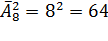 Ā₈² = 8² = 64